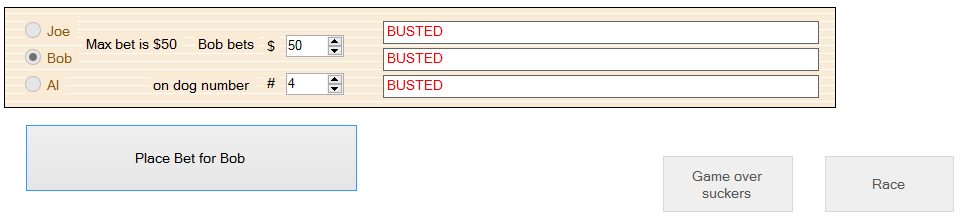 Joe
Max bet is $50 Bob bets $ 50
Bob
Al
on dog number # 4
BUSTED
BUSTED
BUSTED
Place Bet for Bob
Game over
suckers
Race